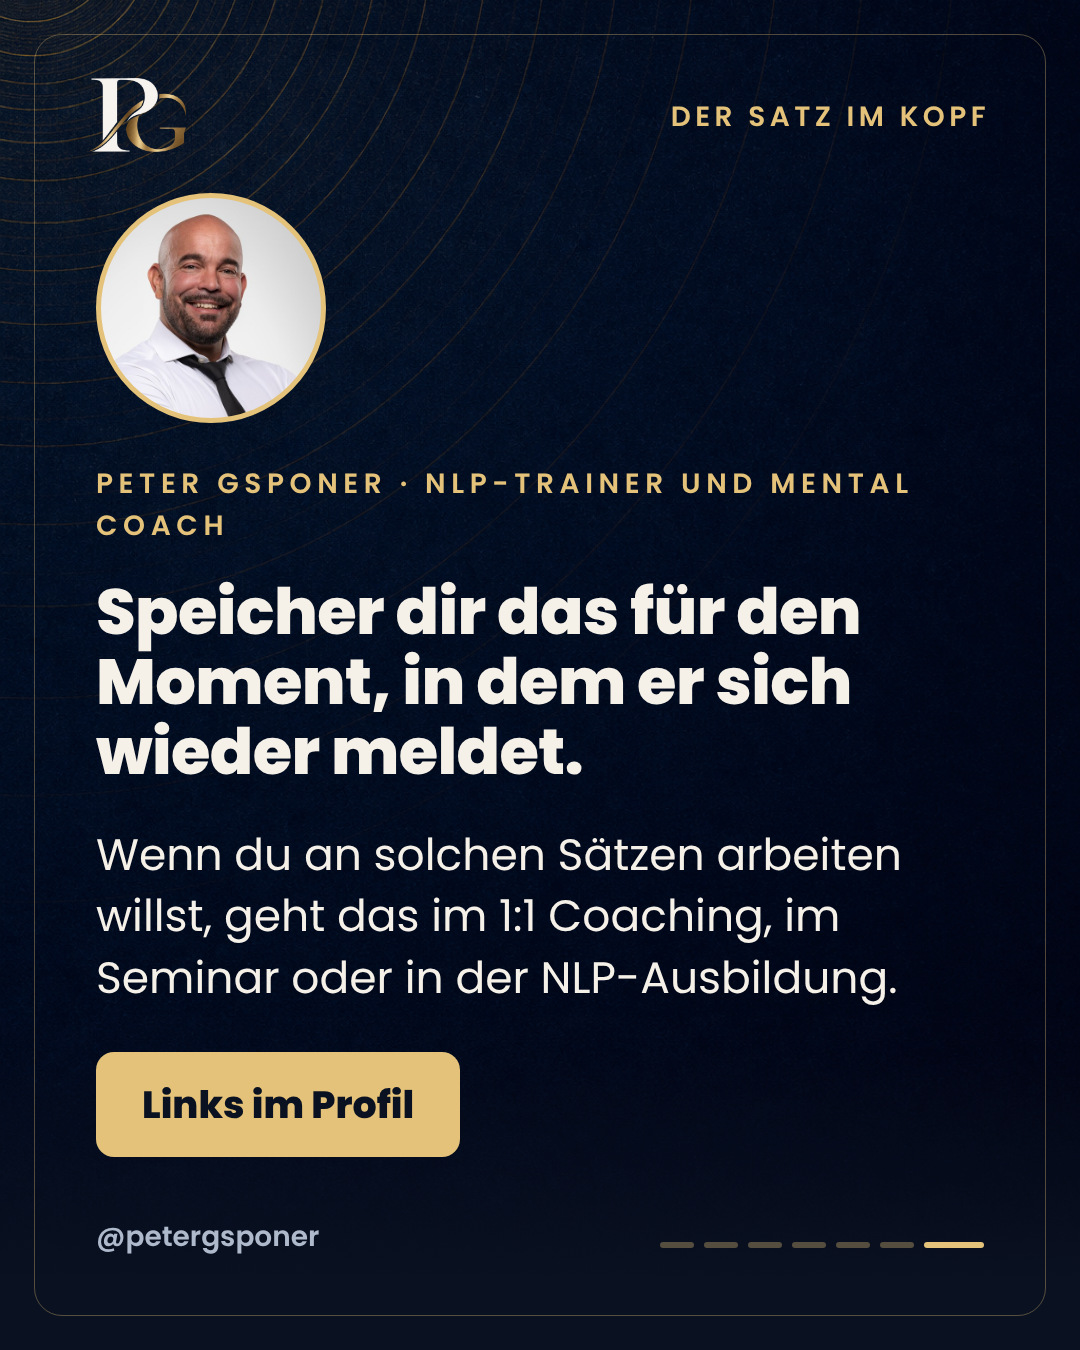 PG
DER SATZ IM KOPF
PETER GSPONER · NLP-TRAINER UND MENTAL
COACH
Speicher dir das für den
Moment, in dem er sich
wieder meldet.
Wenn du an solchen Sätzen arbeiten
willst, geht das im 1:1 Coaching, im
Seminar oder in der NLP-Ausbildung.
Links im Profil
@petergsponer